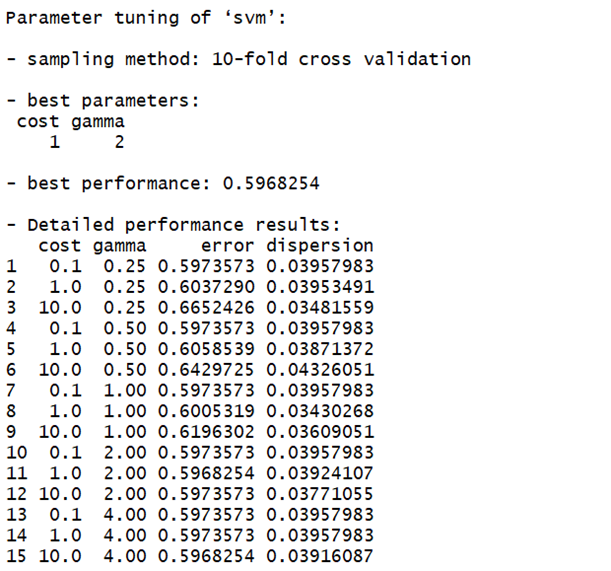 Parameter tuning of ‘svm’:
- sampling method: 10-fold cross validation
- best parameters:
cost gamma
1 2
- best performance: 0.5968254
- Detailed performance results:
cost gamma error dispersion
1 0.1 0.25 0.5973573 0.03957983
2 1.0 0.25 0.6037290 0.03953491
3 10.0 0.25 0.6652426 0.03481559
4 0.1 0.50 0.5973573 0.03957983
5 1.0 0.50 0.6058539 0.03871372
6 10.0 0.50 0.6429725 0.04326051
7 0.1 1.00 0.5973573 0.03957983
8 1.0 1.00 0.6005319 0.03430268
9 10.0 1.00 0.6196302 0.03609051
10 0.1 2.00 0.5973573 0.03957983
11 1.0 2.00 0.5968254 0.03924107
12 10.0 2.00 0.5973573 0.03771055
13 0.1 4.00 0.5973573 0.03957983
14 1.0 4.00 0.5973573 0.03957983
15 10.0 4.00 0.5968254 0.03916087